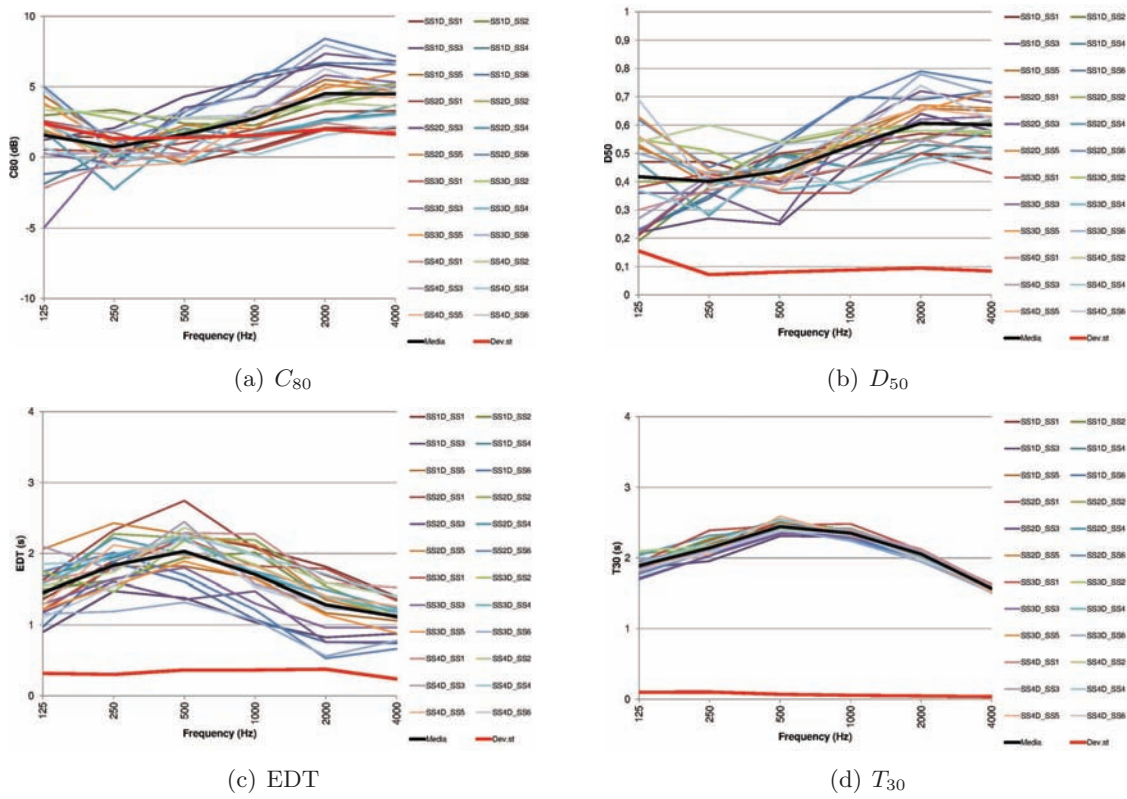 10
5
0
-5
-10
C80 (dB)
125 250 500 1000 2000 4000
Frequency (Hz)
SS1D_SS1 SS1D_SS2
SS1D_SS3 SS1D_SS4
SS1D_SS5 SS1D_SS6
SS2D_SS1 SS2D_SS2
SS2D_SS3 SS2D_SS4
SS2D_SS5 SS2D_SS6
SS3D_SS1 SS3D_SS2
SS3D_SS3 SS3D_SS4
SS3D_SS5 SS3D_SS6
SS4D_SS1 SS4D_SS2
SS4D_SS3 SS4D_SS4
SS4D_SS5 SS4D_SS6
Media Dev.st
(a) C80
1
0,9
0,8
0,7
0,6
0,5
0,4
0,3
0,2
0,1
0
D50
125 250 500 1000 2000 4000
Frequency (Hz)
SS1D_SS1 SS1D_SS2
SS1D_SS3 SS1D_SS4
SS1D_SS5 SS1D_SS6
SS2D_SS1 SS2D_SS2
SS2D_SS3 SS2D_SS4
SS2D_SS5 SS2D_SS6
SS3D_SS1 SS3D_SS2
SS3D_SS3 SS3D_SS4
SS3D_SS5 SS3D_SS6
SS4D_SS1 SS4D_SS2
SS4D_SS3 SS4D_SS4
SS4D_SS5 SS4D_SS6
Media Dev.st
(b) D50
4
3
2
1
0
EDT (s)
125 250 500 1000 2000 4000
Frequency (Hz)
SS1D_SS1 SS1D_SS2
SS1D_SS3 SS1D_SS4
SS1D_SS5 SS1D_SS6
SS2D_SS1 SS2D_SS2
SS2D_SS3 SS2D_SS4
SS2D_SS5 SS2D_SS6
SS3D_SS1 SS3D_SS2
SS3D_SS3 SS3D_SS4
SS3D_SS5 SS3D_SS6
SS4D_SS1 SS4D_SS2
SS4D_SS3 SS4D_SS4
SS4D_SS5 SS4D_SS6
Media Dev.st
(c) EDT
4
3
2
1
0
T30 (s)
125 250 500 1000 2000 4000
Frequency (Hz)
SS1D_SS1 SS1D_SS2
SS1D_SS3 SS1D_SS4
SS1D_SS5 SS1D_SS6
SS2D_SS1 SS2D_SS2
SS2D_SS3 SS2D_SS4
SS2D_SS5 SS2D_SS6
SS3D_SS1 SS3D_SS2
SS3D_SS3 SS3D_SS4
SS3D_SS5 SS3D_SS6
SS4D_SS1 SS4D_SS2
SS4D_SS3 SS4D_SS4
SS4D_SS5 SS4D_SS6
Media Dev.st
(d) T30